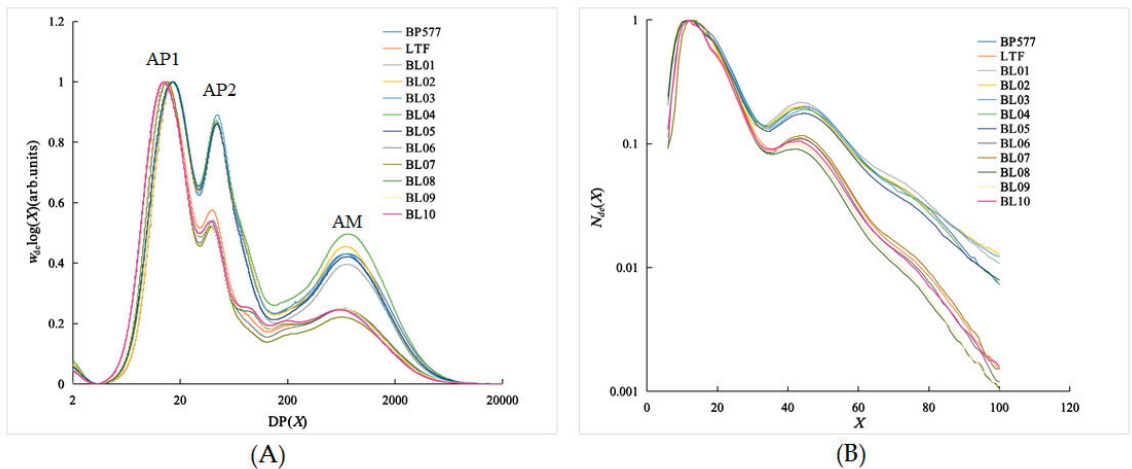 1.2
1
0.8
0.6
0.4
0.2
0
2
20
200
2000
20000
w_dc log(X)(arb.units)
DP(X)
AP1
AP2
AM
BP577
LTF
BL01
BL02
BL03
BL04
BL05
BL06
BL07
BL08
BL09
BL10
(A)
1
0.1
0.01
0.001
0
20
40
60
80
100
120
N_de(X)
X
BP577
LTF
BL01
BL02
BL03
BL04
BL05
BL06
BL07
BL08
BL09
BL10
(B)